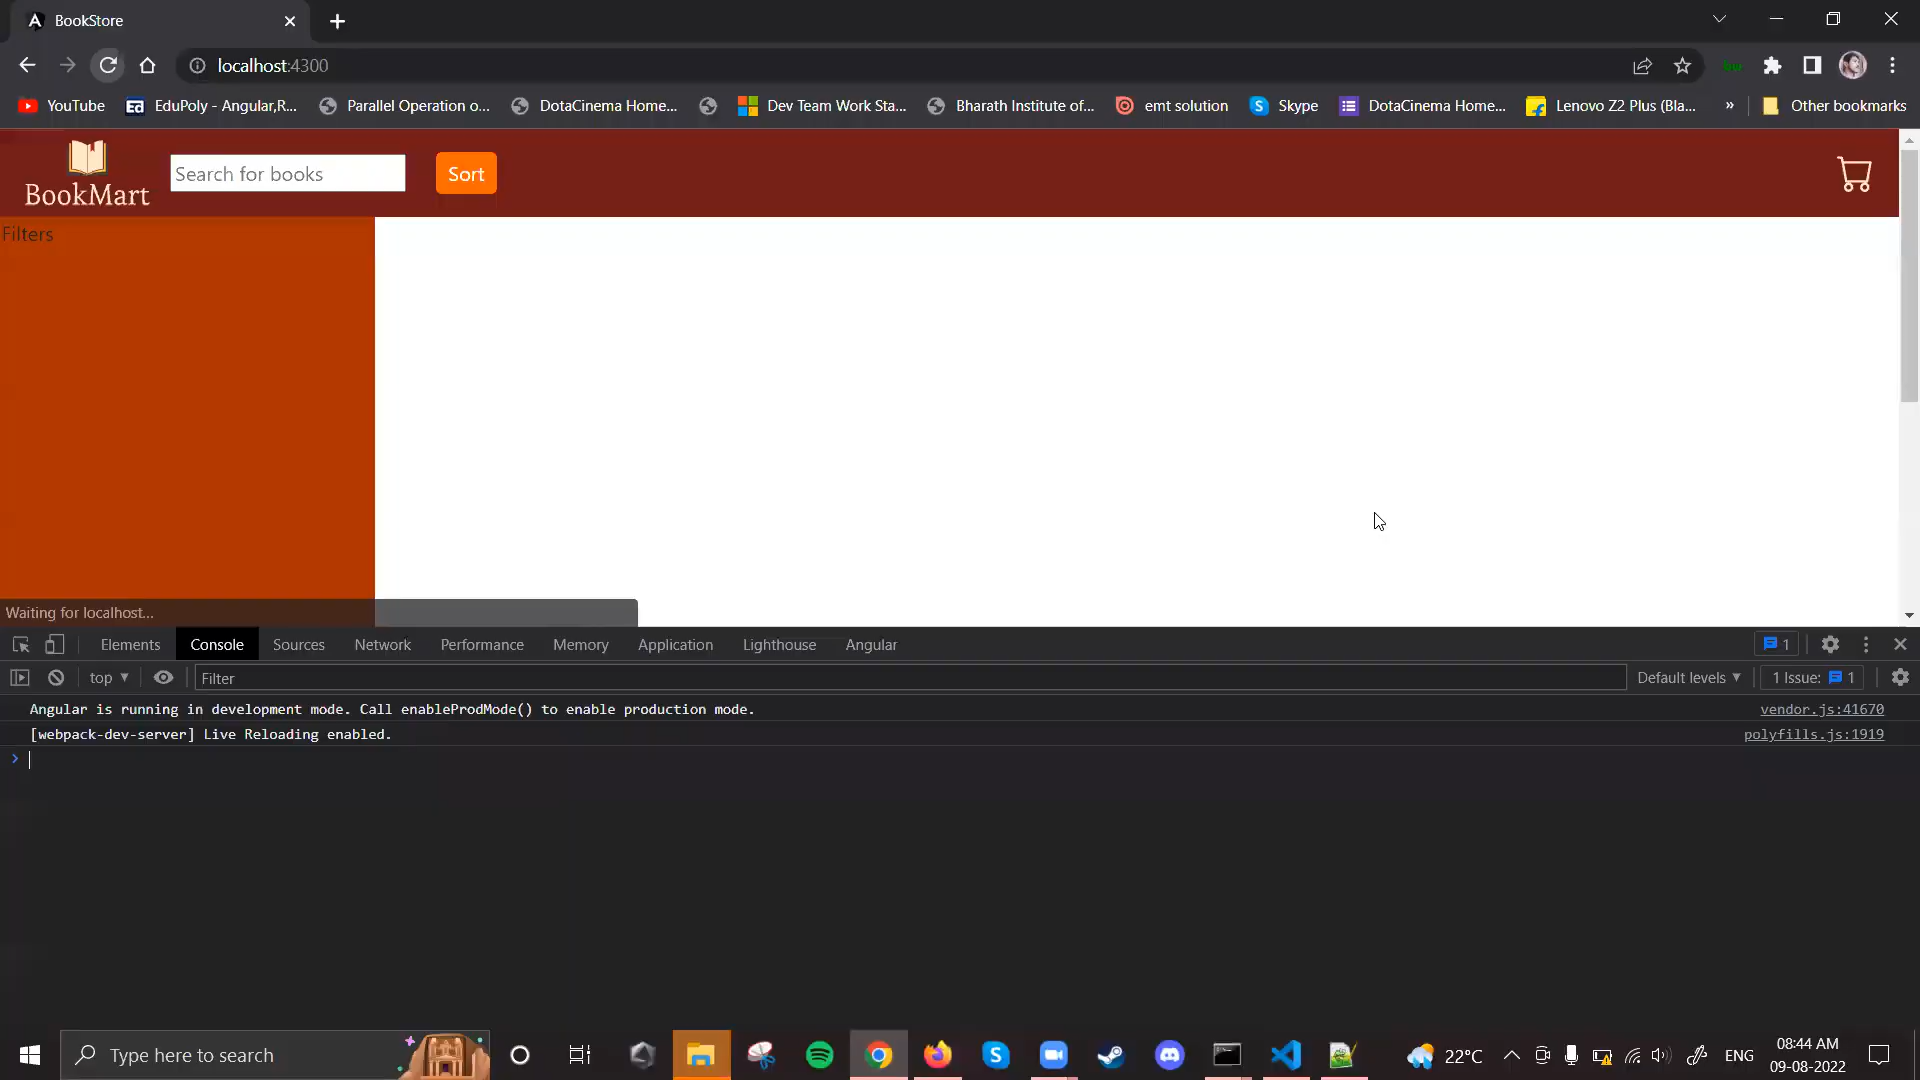 BookStore
localhost:4300
YouTube
EduPoly - Angular,R...
Parallel Operation o...
DotaCinema Home...
Dev Team Work Sta...
Bharath Institute of...
emt solution
Skype
DotaCinema Home...
Lenovo Z2 Plus (Bla...
»
Other bookmarks
BookMart
Search for books
Sort
Filters
Waiting for localhost...
Elements
Console
Sources
Network
Performance
Memory
Application
Lighthouse
Angular
1
top
Filter
Default levels
1 Issue: 1
Angular is running in development mode. Call enableProdMode() to enable production mode.
vendor.js:41670
[webpack-dev-server] Live Reloading enabled.
polyfills.js:1919
Type here to search
22°C
ENG
08:44 AM
09-08-2022